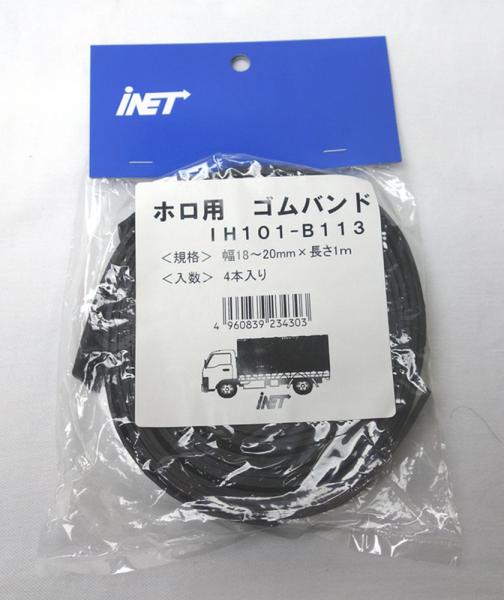 iNET
ホロ用 ゴムバンド
IH101-B113
＜規格＞ 幅18～20mm×長さ1m
＜入数＞ 4本入り
4 960839 234303
iNET